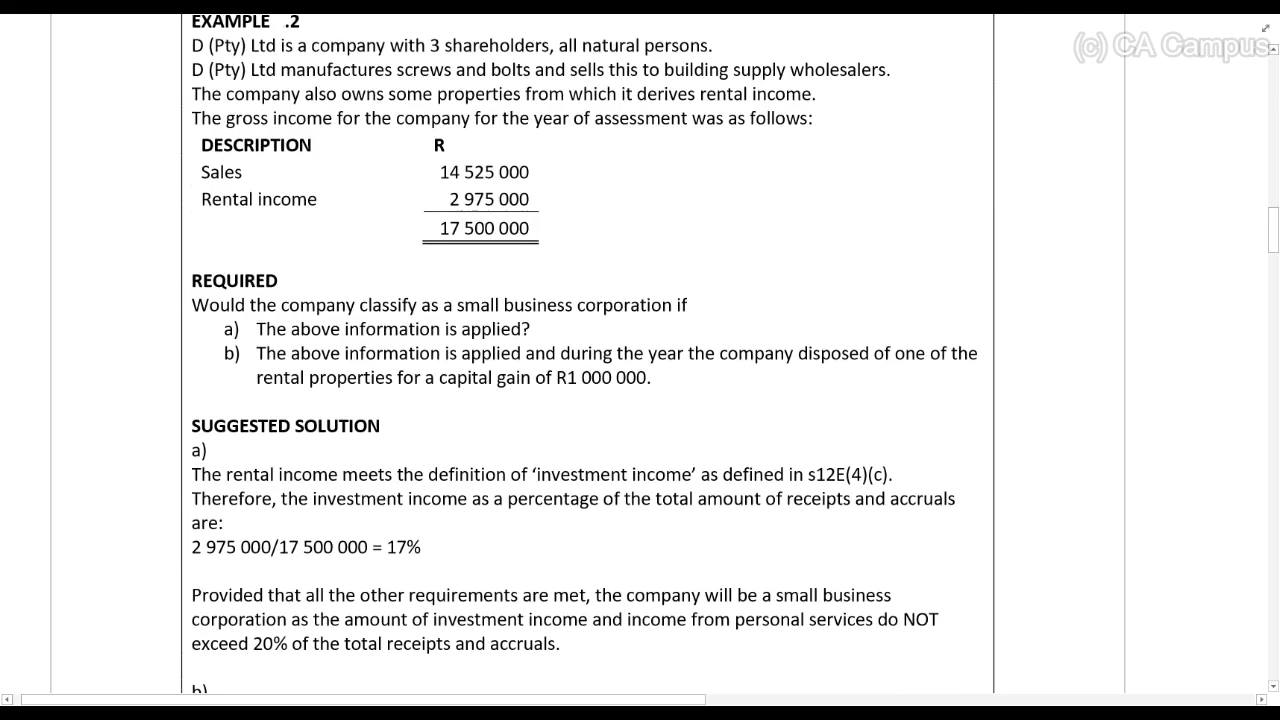 (c) CA Campus
EXAMPLE .2
D (Pty) Ltd is a company with 3 shareholders, all natural persons.
D (Pty) Ltd manufactures screws and bolts and sells this to building supply wholesalers.
The company also owns some properties from which it derives rental income.
The gross income for the company for the year of assessment was as follows:
DESCRIPTION R
Sales 14 525 000
Rental income 2 975 000
17 500 000
REQUIRED
Would the company classify as a small business corporation if
a) The above information is applied?
b) The above information is applied and during the year the company disposed of one of the
rental properties for a capital gain of R1 000 000.
SUGGESTED SOLUTION
a)
The rental income meets the definition of ‘investment income’ as defined in s12E(4)(c).
Therefore, the investment income as a percentage of the total amount of receipts and accruals
are:
2 975 000/17 500 000 = 17%
Provided that all the other requirements are met, the company will be a small business
corporation as the amount of investment income and income from personal services do NOT
exceed 20% of the total receipts and accruals.
b)